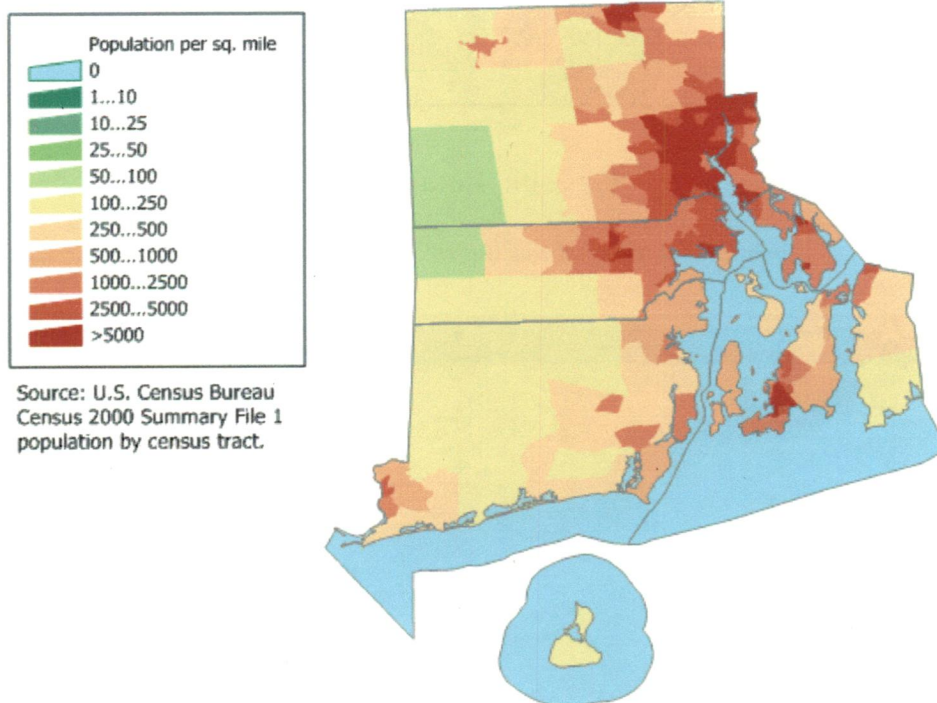 Population per sq. mile
0
1...10
10...25
25...50
50...100
100...250
250...500
500...1000
1000...2500
2500...5000
>5000
Source: U.S. Census Bureau
Census 2000 Summary File 1
population by census tract.